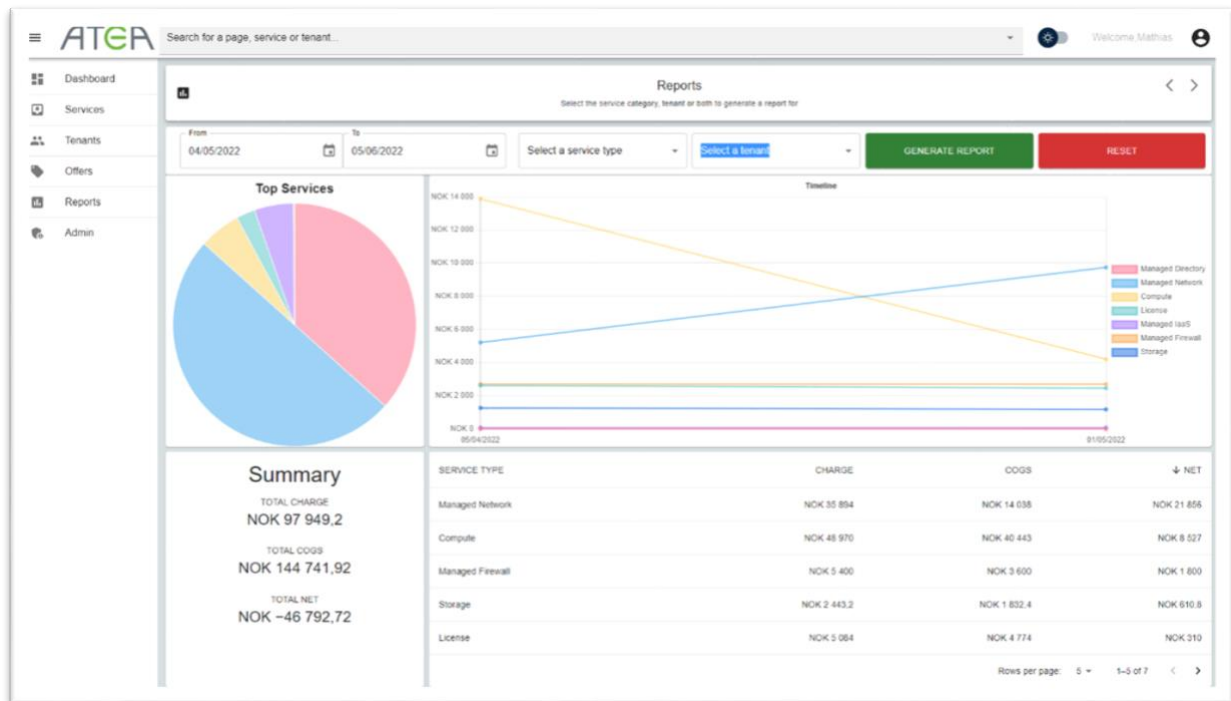 ATEA
Search for a page, service or tenant...
Welcome,Mathias
Dashboard
Services
Tenants
Offers
Reports
Admin
Reports
Select the service category, tenant or both to generate a report for
From
04/05/2022
To
05/06/2022
Select a service type
Select a tenant
GENERATE REPORT
RESET
Top Services
Timeline
NOK 14 000
NOK 12 000
NOK 10 000
NOK 8 000
NOK 6 000
NOK 4 000
NOK 2 000
NOK 0
05/04/2022
01/05/2022
Managed Directory
Managed Network
Compute
License
Managed IaaS
Managed Firewall
Storage
Summary
TOTAL CHARGE
NOK 97 949,2
TOTAL COGS
NOK 144 741,92
TOTAL NET
NOK −46 792,72
SERVICE TYPE CHARGE COGS ↓ NET
Managed Network NOK 35 894 NOK 14 038 NOK 21 856
Compute NOK 48 970 NOK 40 443 NOK 8 527
Managed Firewall NOK 5 400 NOK 3 600 NOK 1 800
Storage NOK 2 443,2 NOK 1 832,4 NOK 610,8
License NOK 5 084 NOK 4 774 NOK 310
Rows per page: 5 1–5 of 7